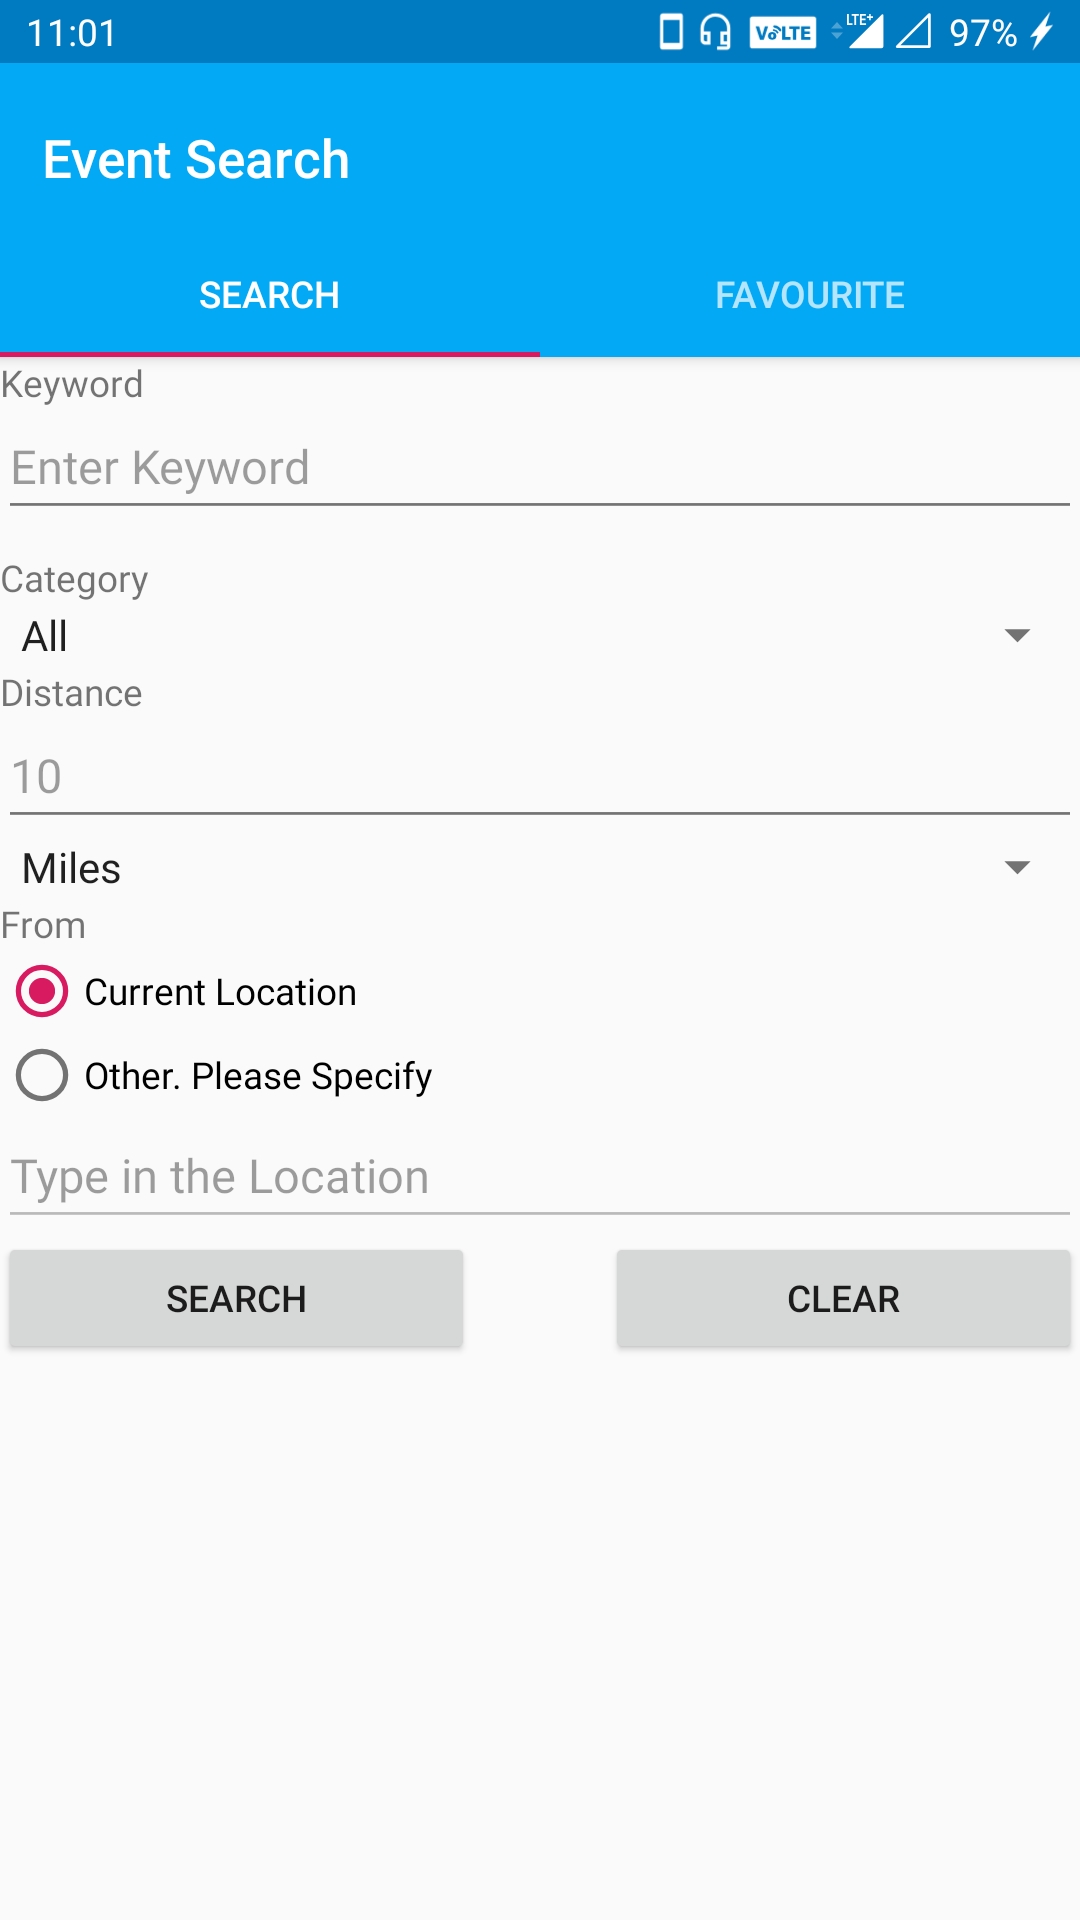 11:01 VoLTE LTE+ 97%
Event Search
SEARCH FAVOURITE
Keyword
Enter Keyword
Category
All
Distance
10
Miles
From
Current Location
Other. Please Specify
Type in the Location
SEARCH CLEAR